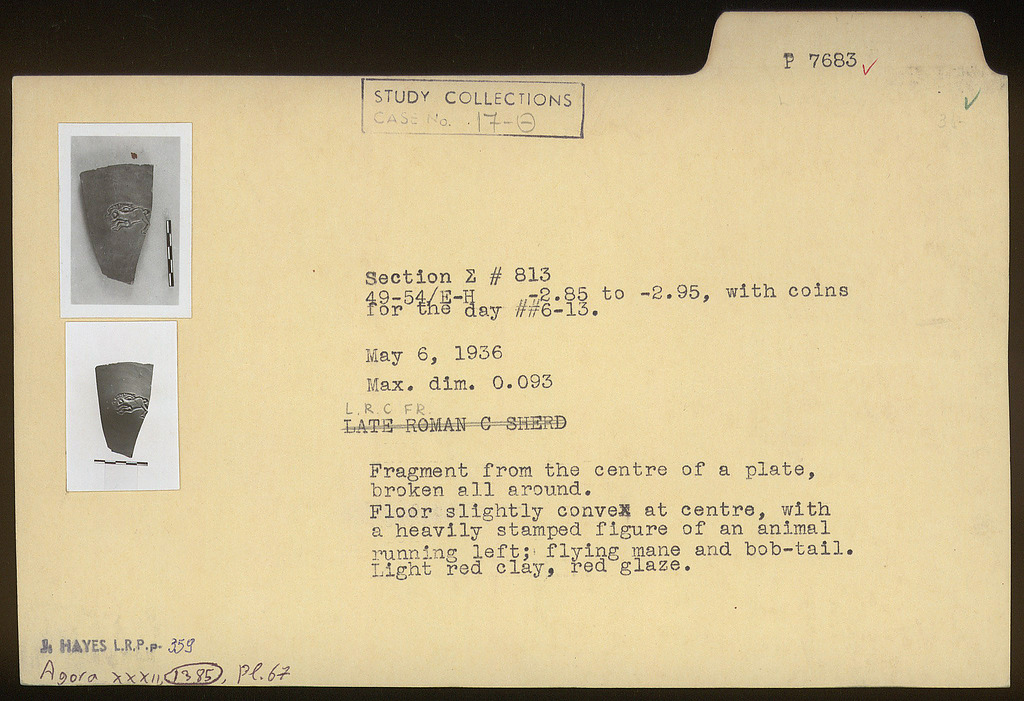 P 7683 ✓
STUDY COLLECTIONS
CASE No. 17-Θ
Section Σ # 813
49-54/E-H -2.85 to -2.95, with coins
for the day ##6-13.
May 6, 1936
Max. dim. 0.093
L.R.C FR.
LATE ROMAN C SHERD
Fragment from the centre of a plate,
broken all around.
Floor slightly convex at centre, with
a heavily stamped figure of an animal
running left; flying mane and bob-tail.
Light red clay, red glaze.
J. HAYES L.R.P. p. 359
Agora XXXII, 1385, Pl. 67